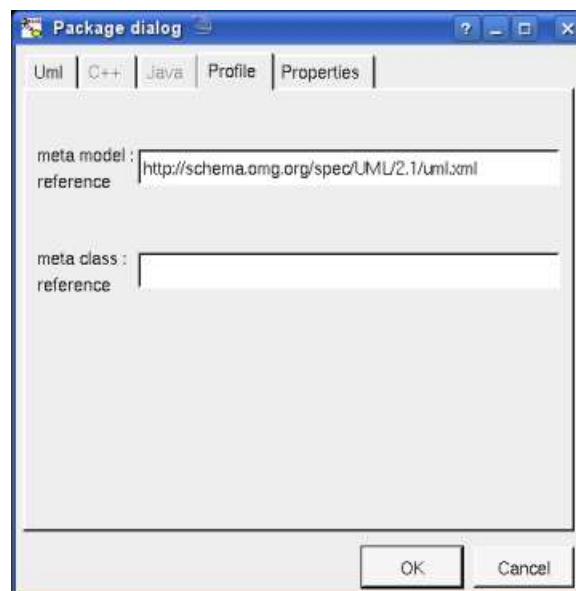 Package dialog
Uml C++ Java Profile Properties
meta model :
reference
http://schema.omg.org/spec/UML/2.1/uml.xml
meta class :
reference
OK Cancel